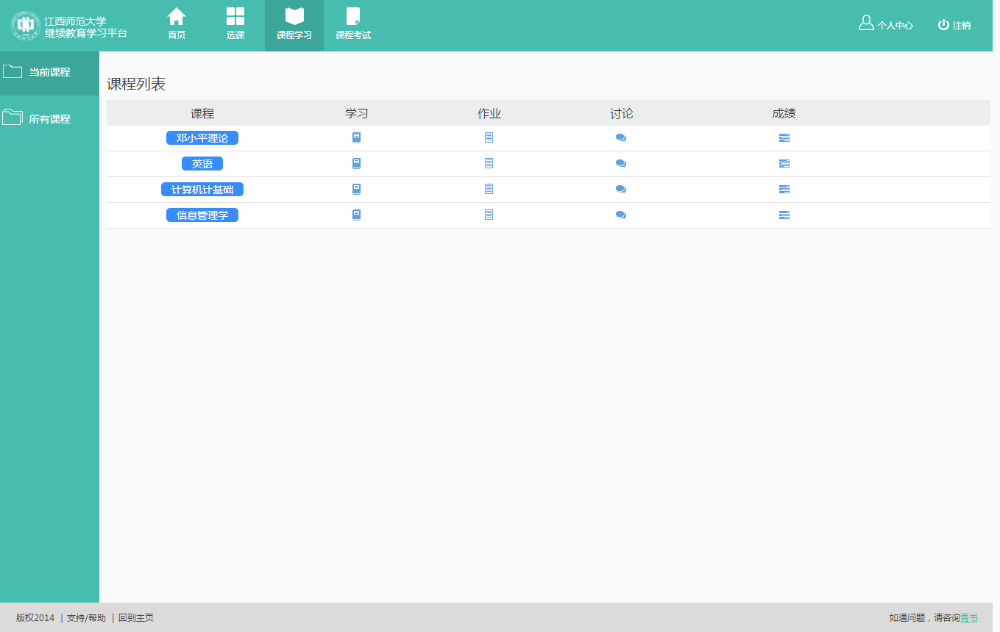 江西师范大学
继续教育学习平台
首页
选课
课程学习
课程考试
个人中心
注销
当前课程
所有课程
课程列表
课程 学习 作业 讨论 成绩
邓小平理论
英语
计算机计基础
信息管理学
版权2014 | 支持/帮助 | 回到主页
如遇问题，请咨询青书